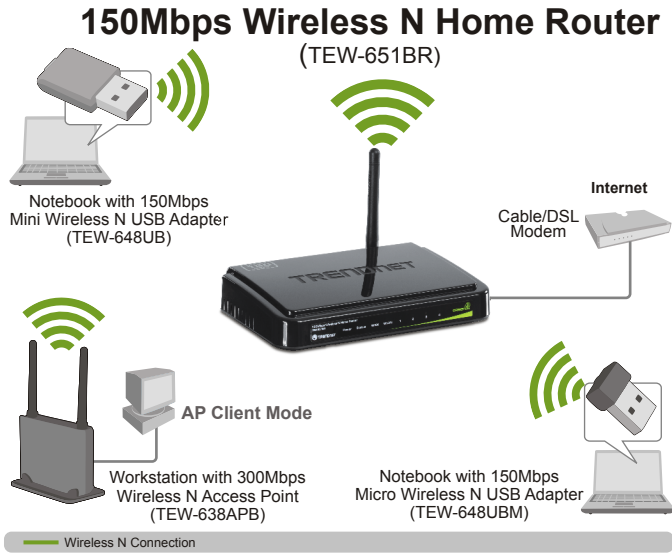 150Mbps Wireless N Home Router
(TEW-651BR)
Notebook with 150Mbps
Mini Wireless N USB Adapter
(TEW-648UB)
Internet
Cable/DSL
Modem
TRENDNET
TRENDNET
AP Client Mode
Workstation with 300Mbps
Wireless N Access Point
(TEW-638APB)
Notebook with 150Mbps
Micro Wireless N USB Adapter
(TEW-648UBM)
Wireless N Connection